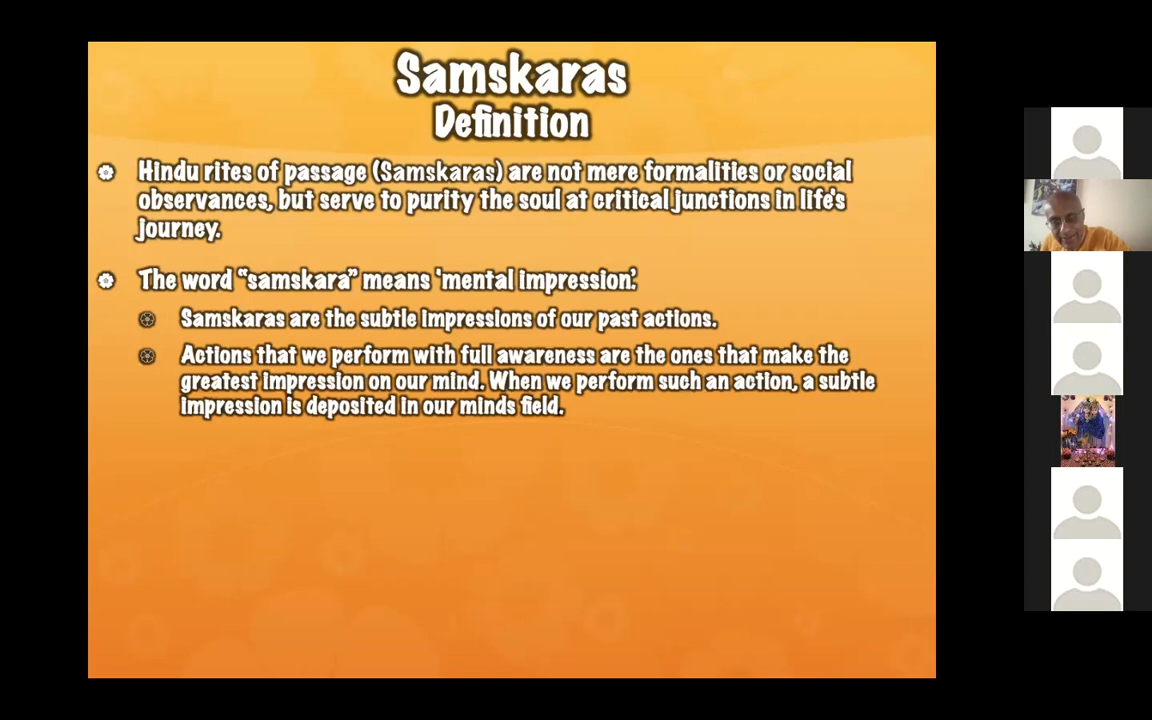 Samskaras
Definition
Hindu rites of passage (Samskaras) are not mere formalities or social
observances, but serve to purity the soul at critical junctions in life's
journey.
The word “samskara” means ‘mental impression’.
Samskaras are the subtle impressions of our past actions.
Actions that we perform with full awareness are the ones that make the
greatest impression on our mind. When we perform such an action, a subtle
impression is deposited in our minds field.